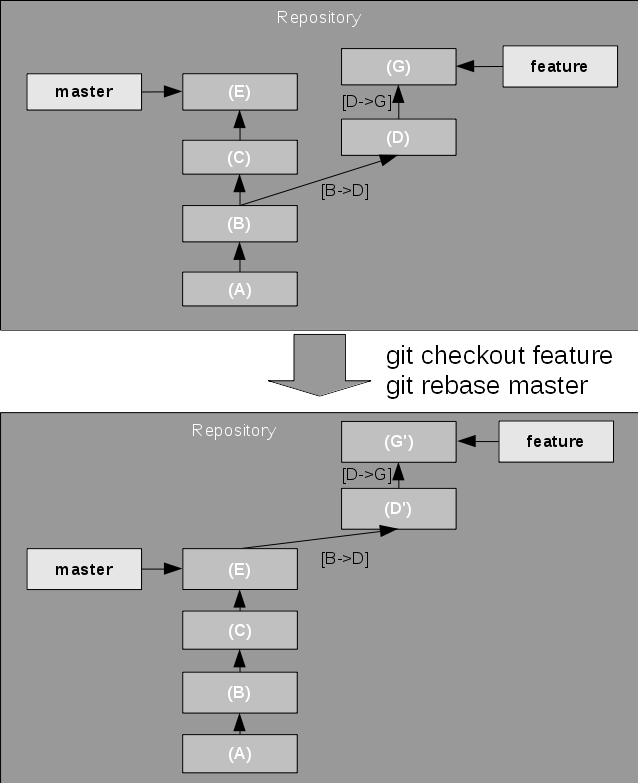 Repository
(G)
feature
master
(E)
[D->G]
(D)
(C)
[B->D]
(B)
(A)
git checkout feature
git rebase master
Repository
(G')
feature
[D->G]
(D')
master
(E)
[B->D]
(C)
(B)
(A)